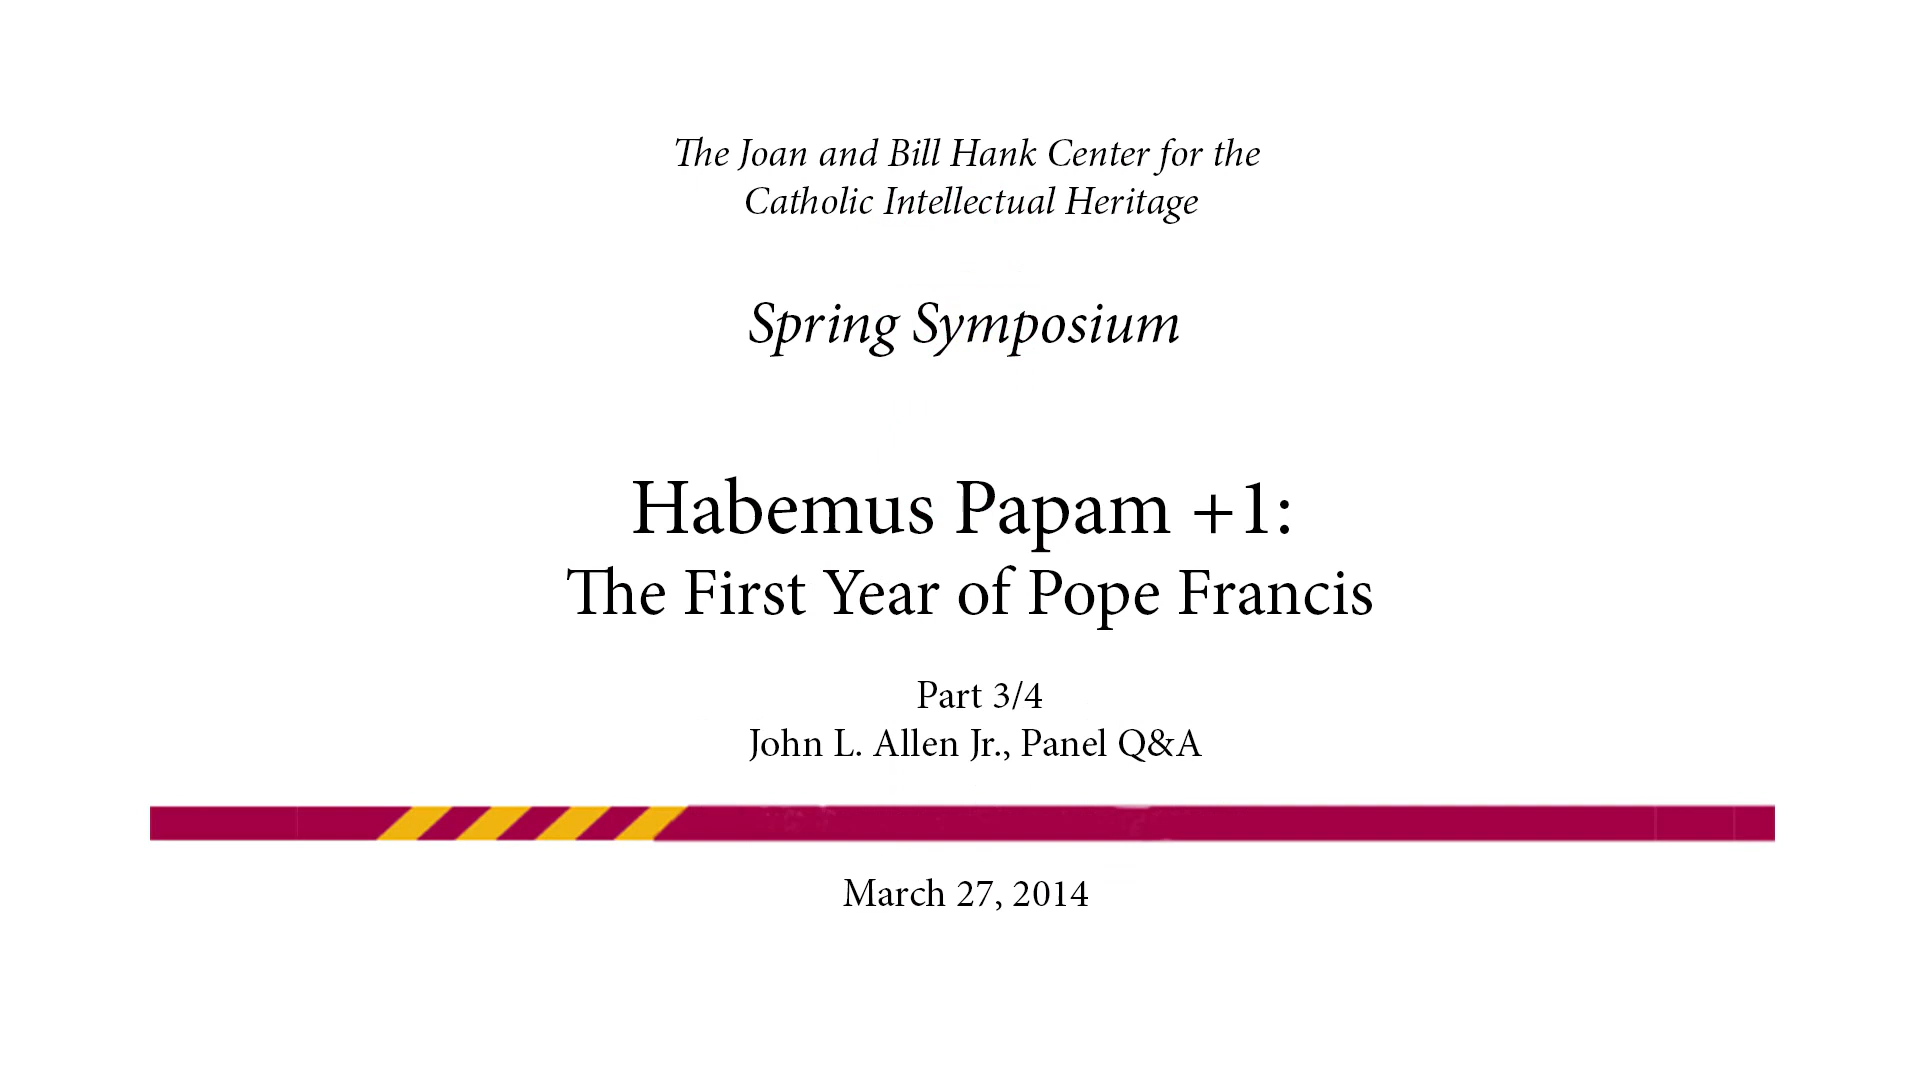 The Joan and Bill Hank Center for the
Catholic Intellectual Heritage
Spring Symposium
Habemus Papam +1:
The First Year of Pope Francis
Part 3/4
John L. Allen Jr., Panel Q&A
March 27, 2014